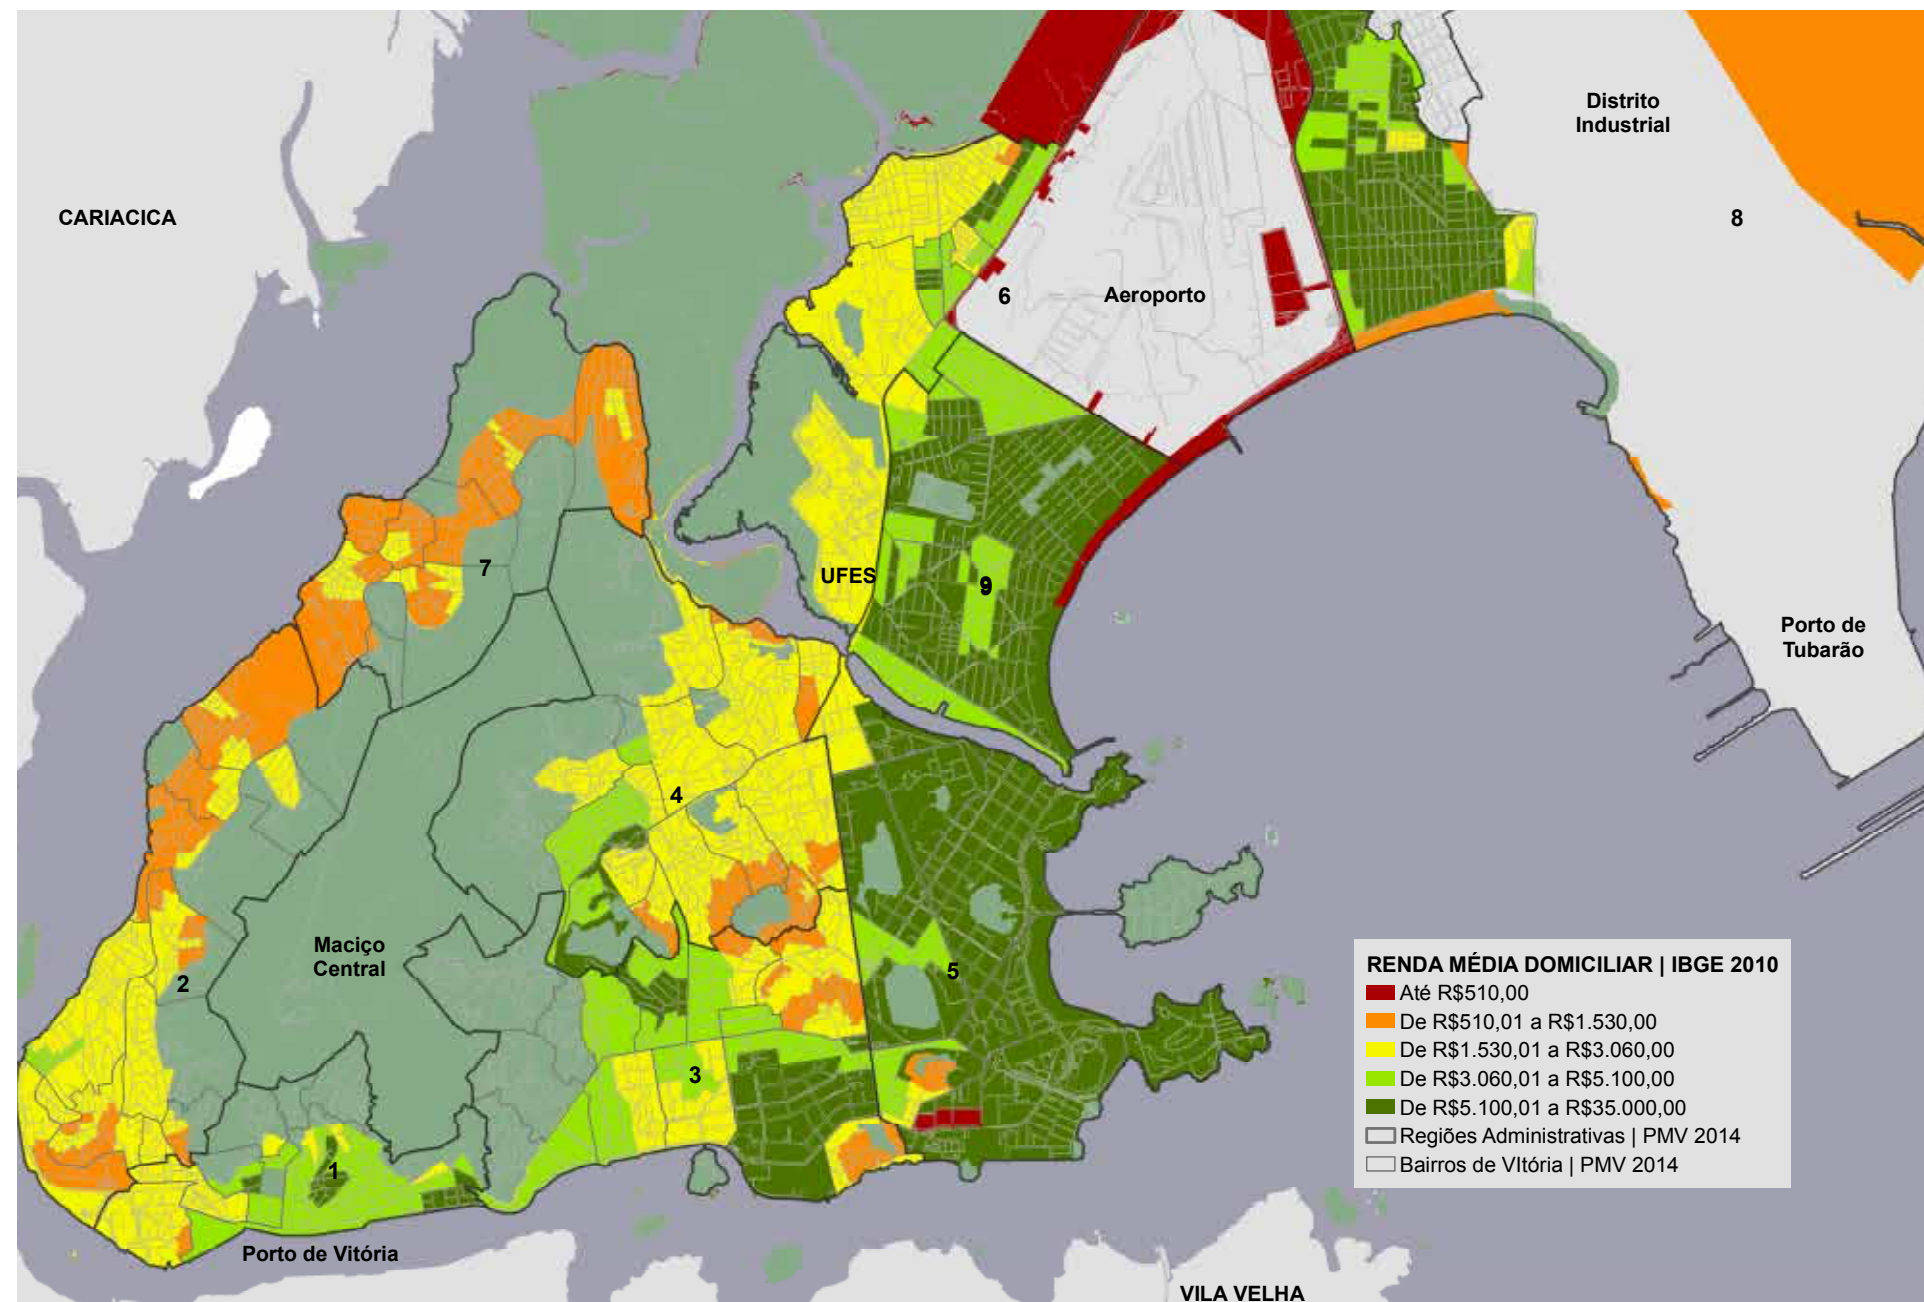 Distrito
Industrial
CARIACICA
8
6
Aeroporto
7
UFES
9
Porto de
Tubarão
4
Maciço
Central
2
5
3
1
Porto de Vitória
VILA VELHA
RENDA MÉDIA DOMICILIAR | IBGE 2010
Até R$510,00
De R$510,01 a R$1.530,00
De R$1.530,01 a R$3.060,00
De R$3.060,01 a R$5.100,00
De R$5.100,01 a R$35.000,00
Regiões Administrativas | PMV 2014
Bairros de VItória | PMV 2014